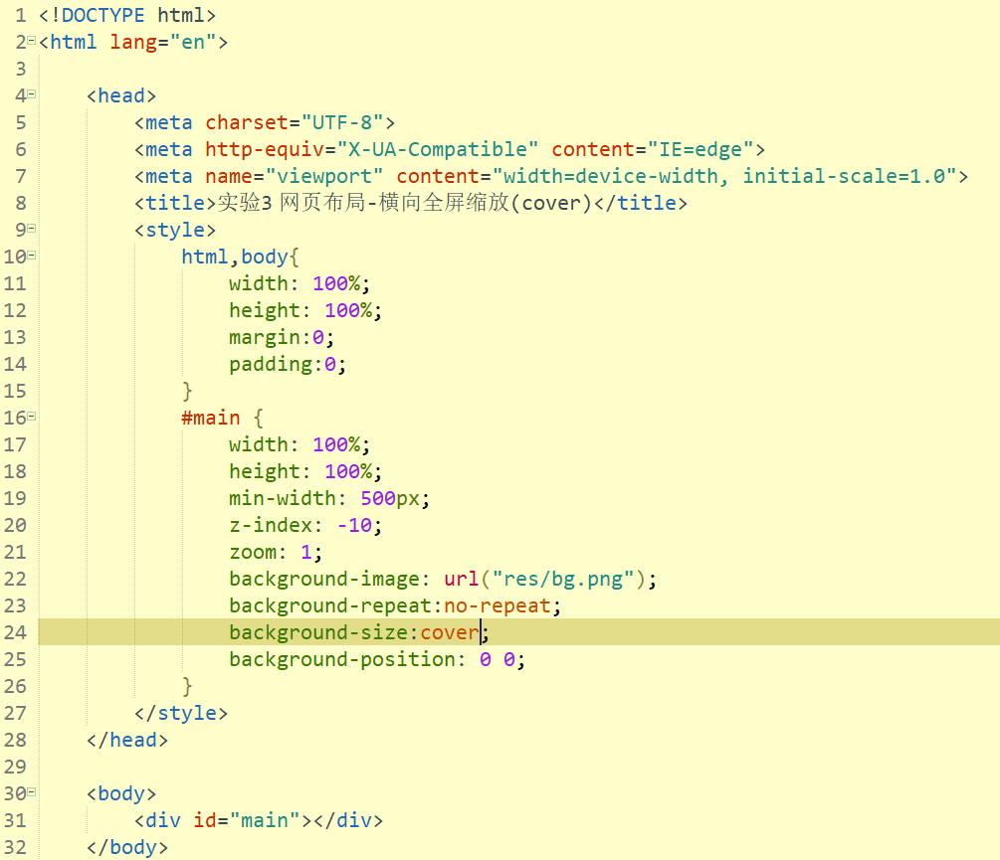 1 <!DOCTYPE html>
2 <html lang="en">
3
4     <head>
5         <meta charset="UTF-8">
6         <meta http-equiv="X-UA-Compatible" content="IE=edge">
7         <meta name="viewport" content="width=device-width, initial-scale=1.0">
8         <title>实验3 网页布局-横向全屏缩放(cover)</title>
9         <style>
10             html,body{
11                 width: 100%;
12                 height: 100%;
13                 margin:0;
14                 padding:0;
15             }
16             #main {
17                 width: 100%;
18                 height: 100%;
19                 min-width: 500px;
20                 z-index: -10;
21                 zoom: 1;
22                 background-image: url("res/bg.png");
23                 background-repeat:no-repeat;
24                 background-size:cover;
25                 background-position: 0 0;
26             }
27         </style>
28     </head>
29
30     <body>
31         <div id="main"></div>
32     </body>